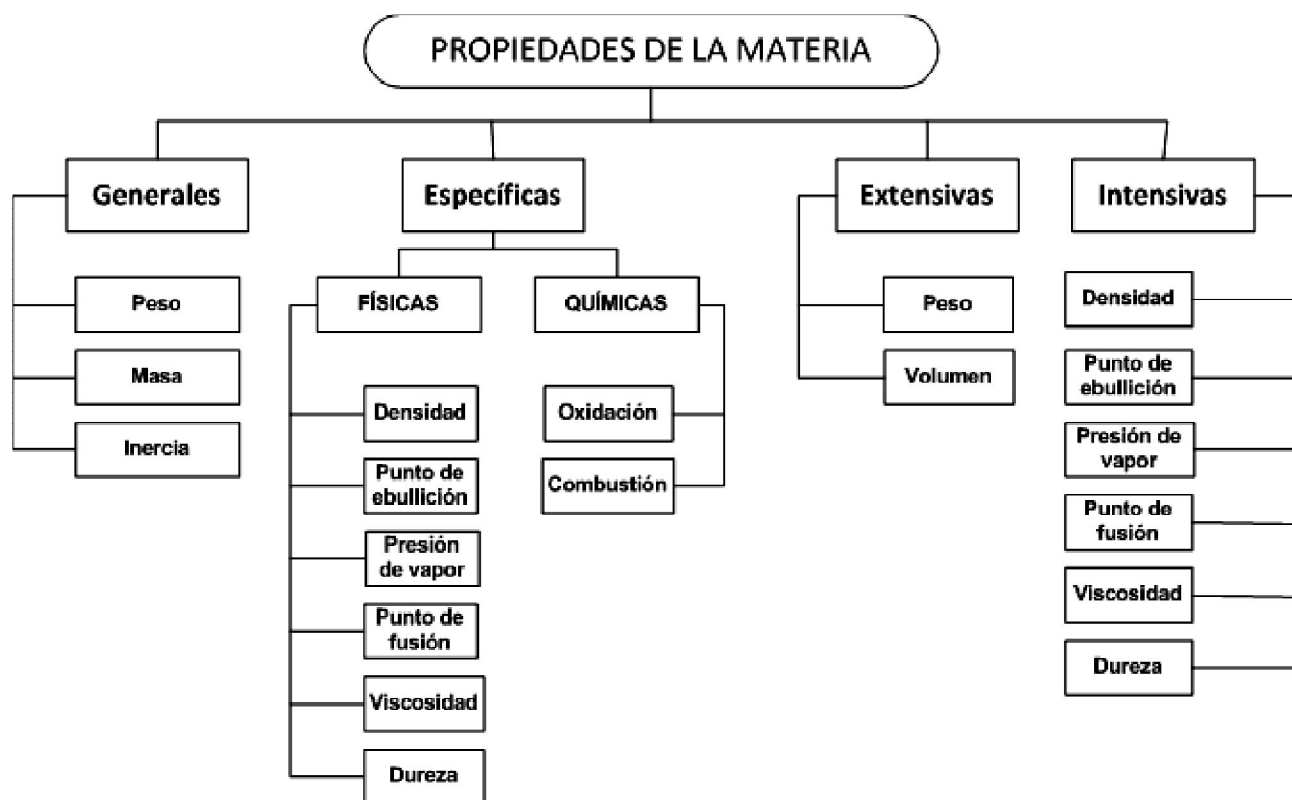 PROPIEDADES DE LA MATERIA
Generales
Peso
Masa
Inercia
Específicas
FÍSICAS
Densidad
Punto de
ebullición
Presión
de vapor
Punto de
fusión
Viscosidad
Dureza
QUÍMICAS
Oxidación
Combustión
Extensivas
Peso
Volumen
Intensivas
Densidad
Punto de
ebullición
Presión de
vapor
Punto de
fusión
Viscosidad
Dureza